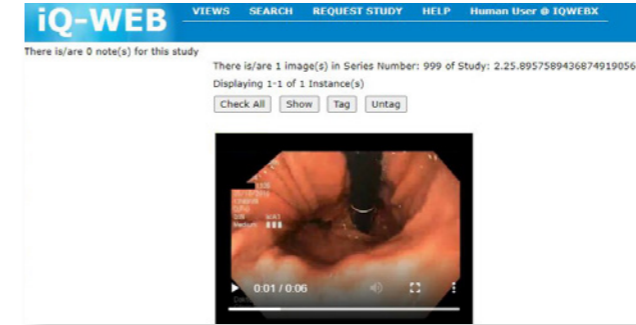 iQ-WEB
VIEWS SEARCH REQUEST STUDY HELP Human User @ IQWEBX
There is/are 0 note(s) for this study
There is/are 1 image(s) in Series Number: 999 of Study: 2.25.8957589436874919056
Displaying 1-1 of 1 Instance(s)
Check All Show Tag Untag
Medium
0:01 / 0:06